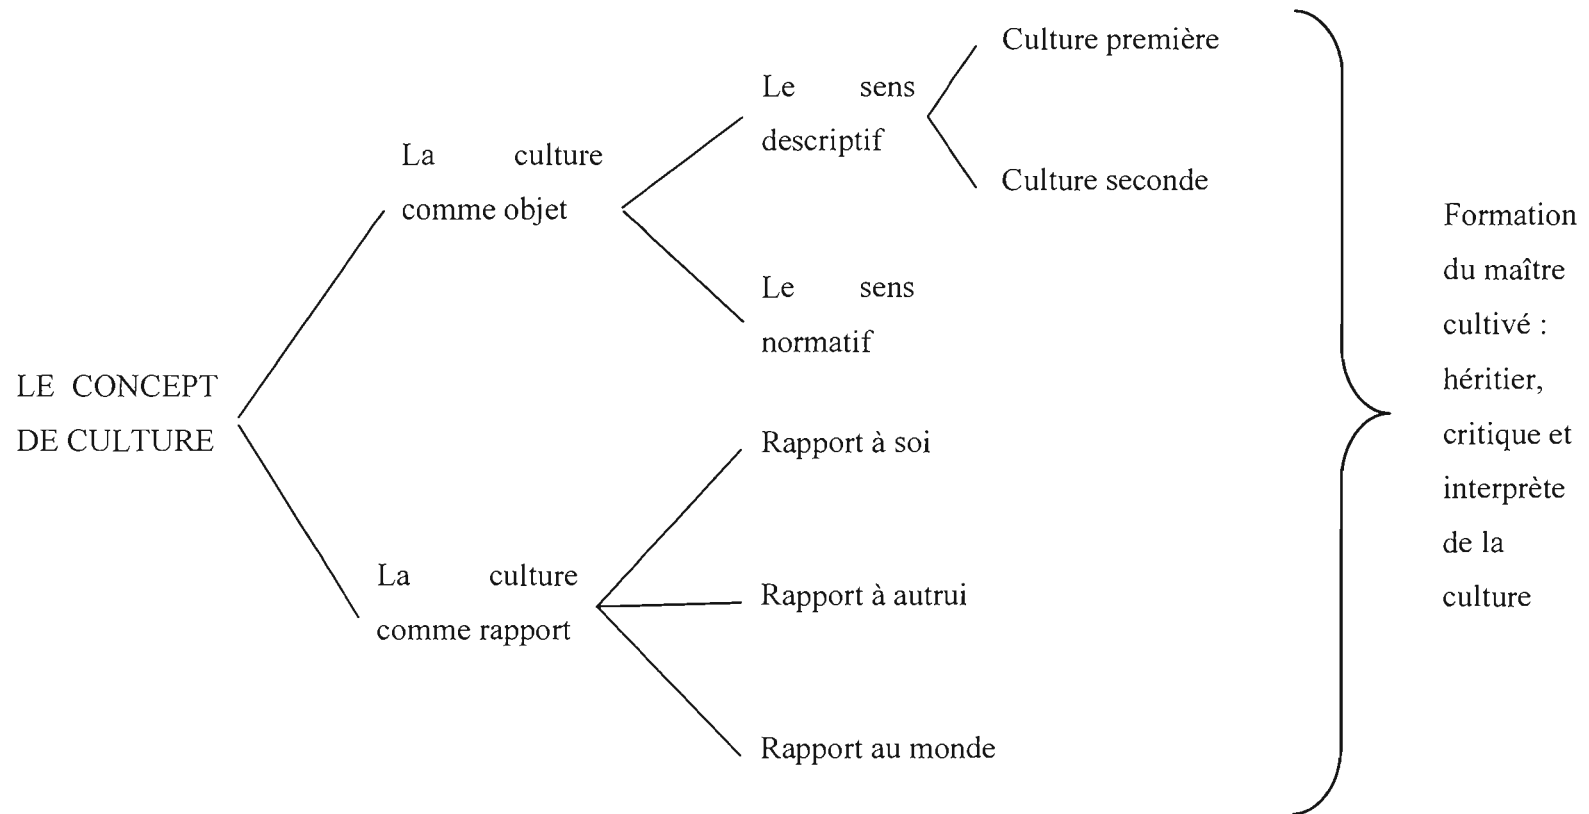 LE CONCEPT
DE CULTURE
La culture
comme objet
Le sens
descriptif
Culture première
Culture seconde
Le sens
normatif
La culture
comme rapport
Rapport à soi
Rapport à autrui
Rapport au monde
Formation
du maître
cultivé :
héritier,
critique et
interprète
de la
culture